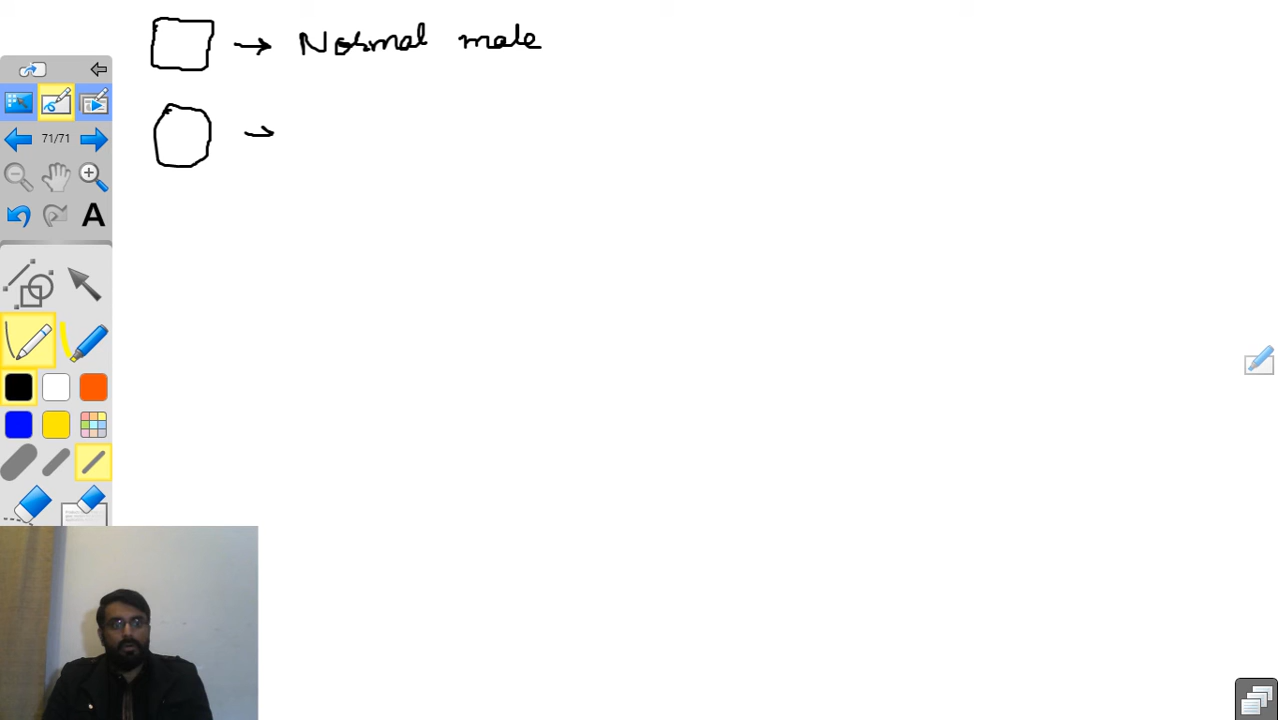 → Normal male
→
71/71
A